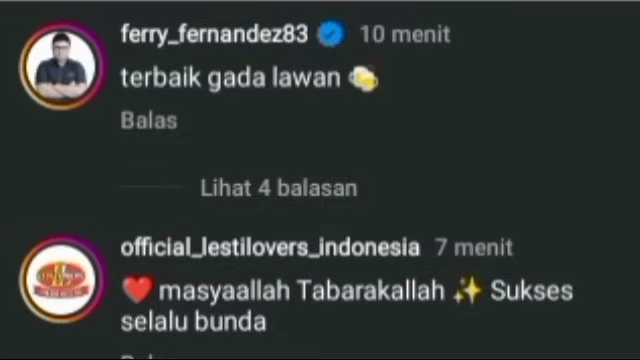 ferry_fernandez83 10 menit
terbaik gada lawan
Balas
Lihat 4 balasan
official_lestilovers_indonesia 7 menit
❤️ masyaallah Tabarakallah ✨ Sukses
selalu bunda